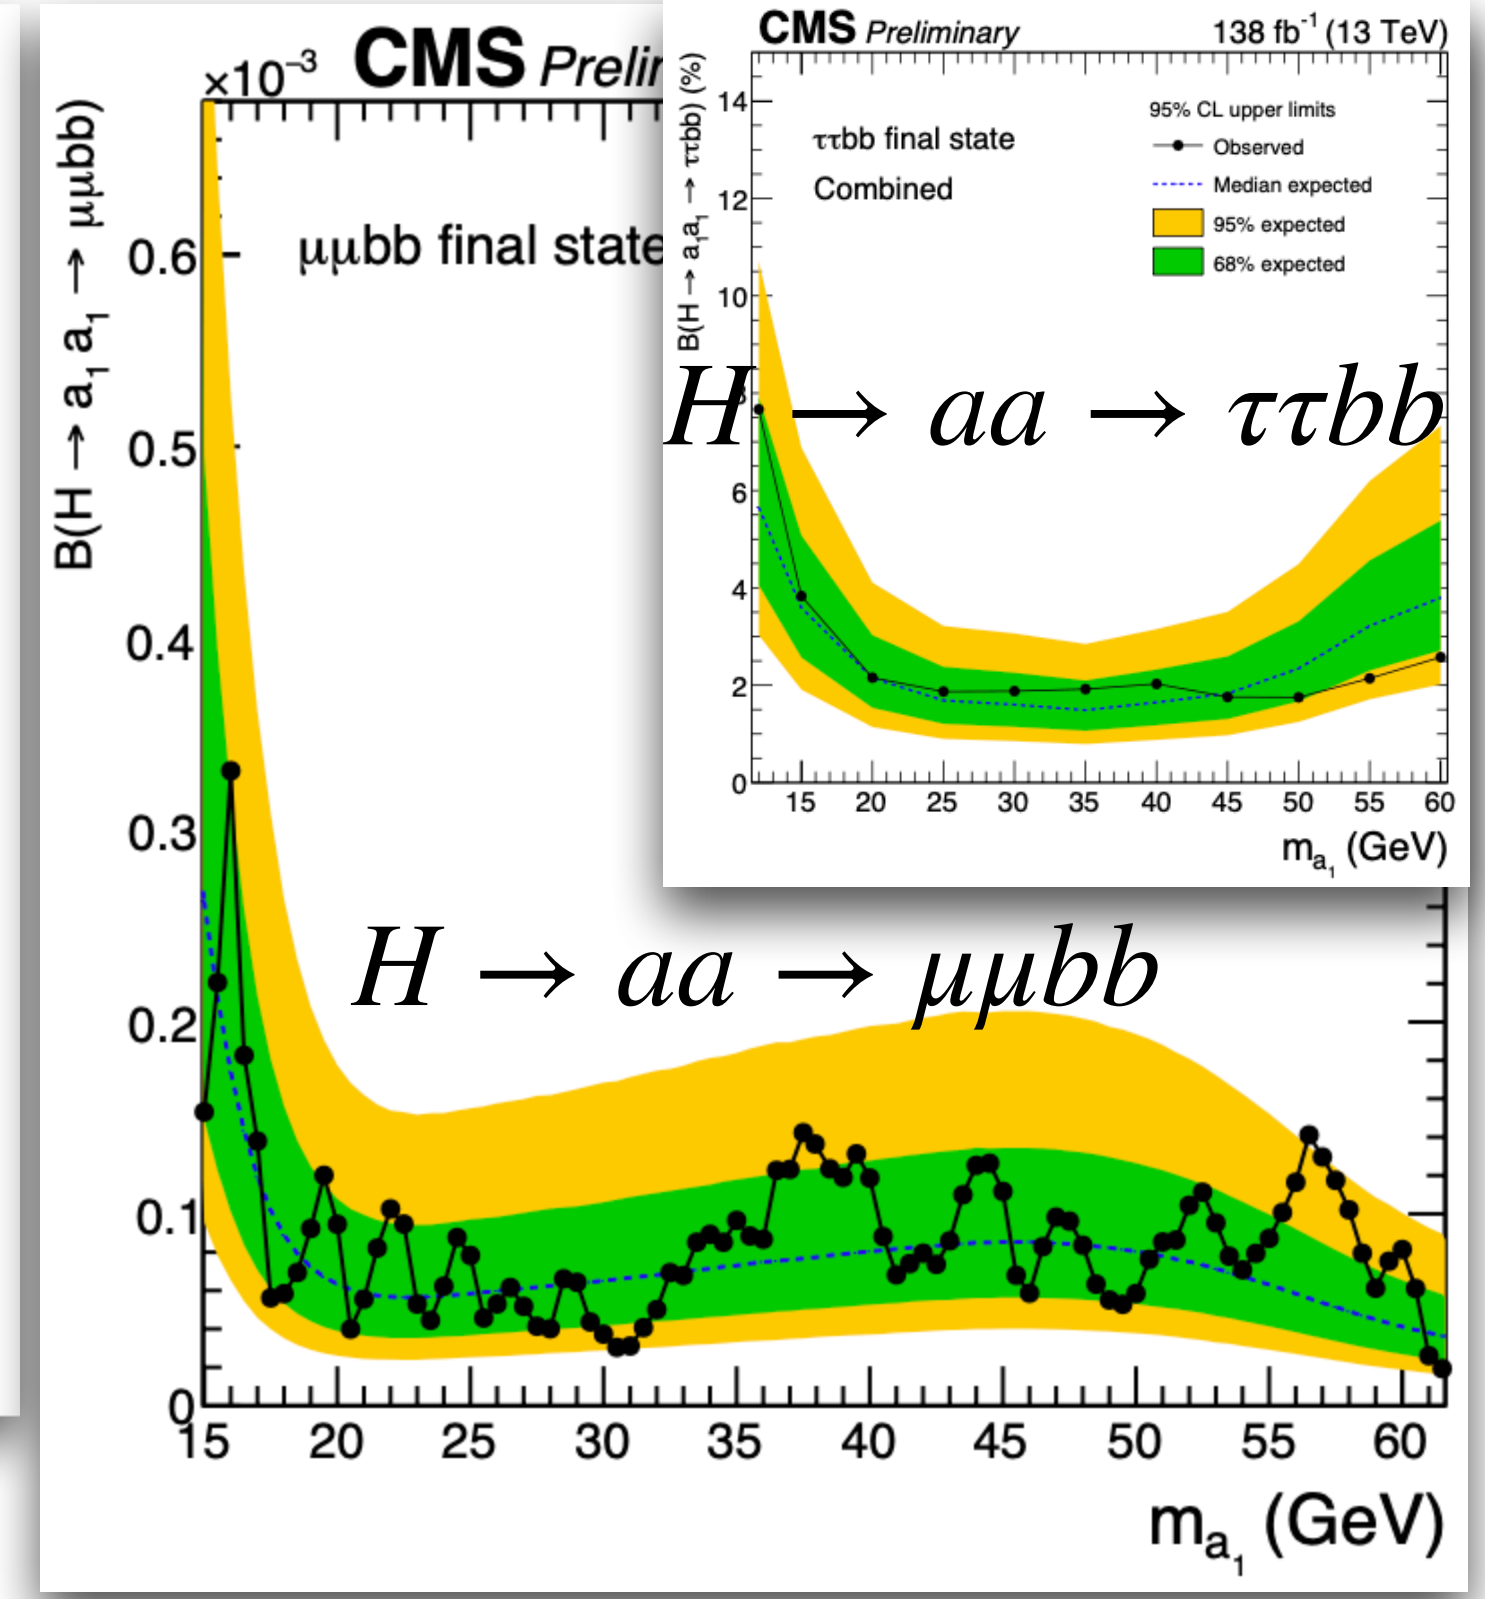 CMS Prelir
×10⁻³
B(H → a₁ a₁ → μμbb)
μμbb final state
0.6
0.5
0.4
0.3
0.2
0.1
0
15 20 25 30 35 40 45 50 55 60
m_a₁ (GeV)
H → aa → μμbb
CMS Preliminary 138 fb⁻¹ (13 TeV)
B(H → a₁a₁ → ττbb) (%)
ττbb final state
Combined
95% CL upper limits
Observed
Median expected
95% expected
68% expected
14
12
10
8
6
4
2
0
15 20 25 30 35 40 45 50 55 60
m_a₁ (GeV)
H → aa → ττbb